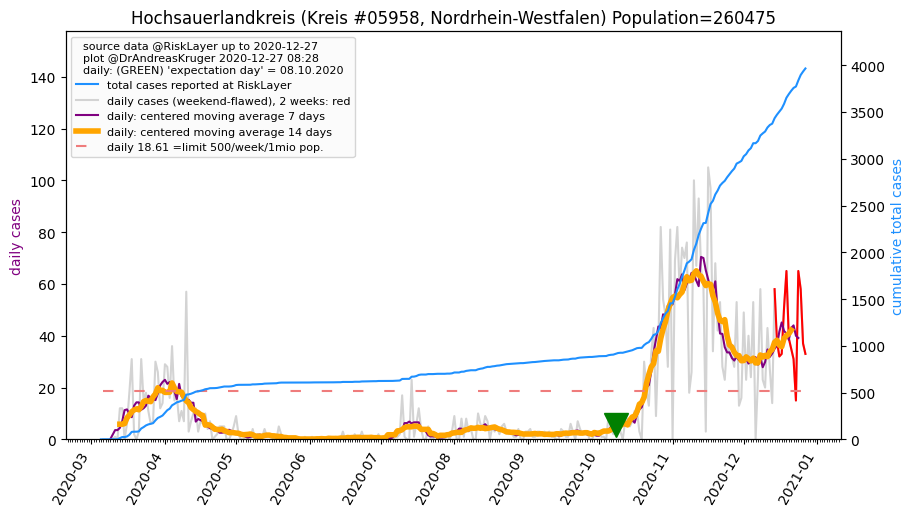 Hochsauerlandkreis (Kreis #05958, Nordrhein-Westfalen) Population=260475
source data @RiskLayer up to 2020-12-27
plot @DrAndreasKruger 2020-12-27 08:28
daily: (GREEN) 'expectation day' = 08.10.2020
total cases reported at RiskLayer
daily cases (weekend-flawed), 2 weeks: red
daily: centered moving average 7 days
daily: centered moving average 14 days
daily 18.61 =limit 500/week/1mio pop.
daily cases
140
120
100
80
60
40
20
0
cumulative total cases
4000
3500
3000
2500
2000
1500
1000
500
0
2020-03
2020-04
2020-05
2020-06
2020-07
2020-08
2020-09
2020-10
2020-11
2020-12
2021-01